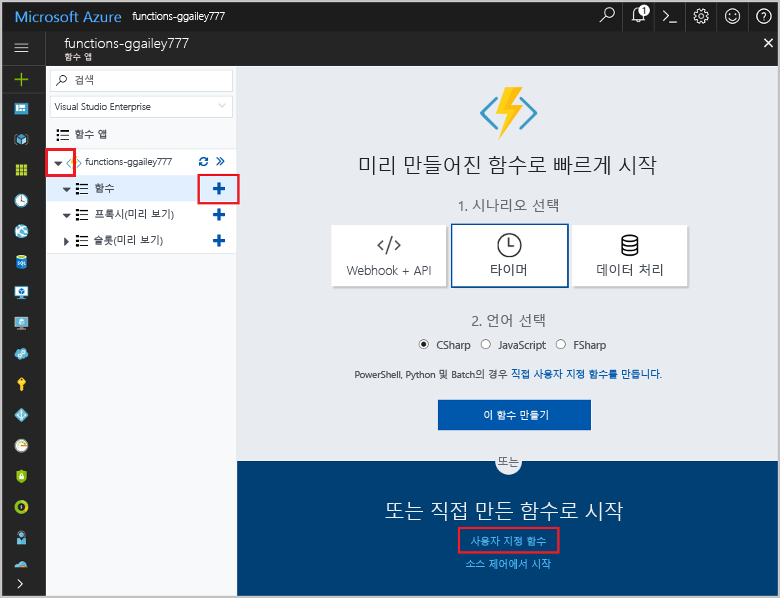 Microsoft Azure functions-ggailey777
1
functions-ggailey777
함수 앱
검색
Visual Studio Enterprise
함수 앱
functions-ggailey777
함수
프록시(미리 보기)
슬롯(미리 보기)
미리 만들어진 함수로 빠르게 시작
1. 시나리오 선택
Webhook + API
타이머
데이터 처리
2. 언어 선택
CSharp JavaScript FSharp
PowerShell, Python 및 Batch의 경우 직접 사용자 지정 함수를 만듭니다.
이 함수 만들기
또는
또는 직접 만든 함수로 시작
사용자 지정 함수
소스 제어에서 시작